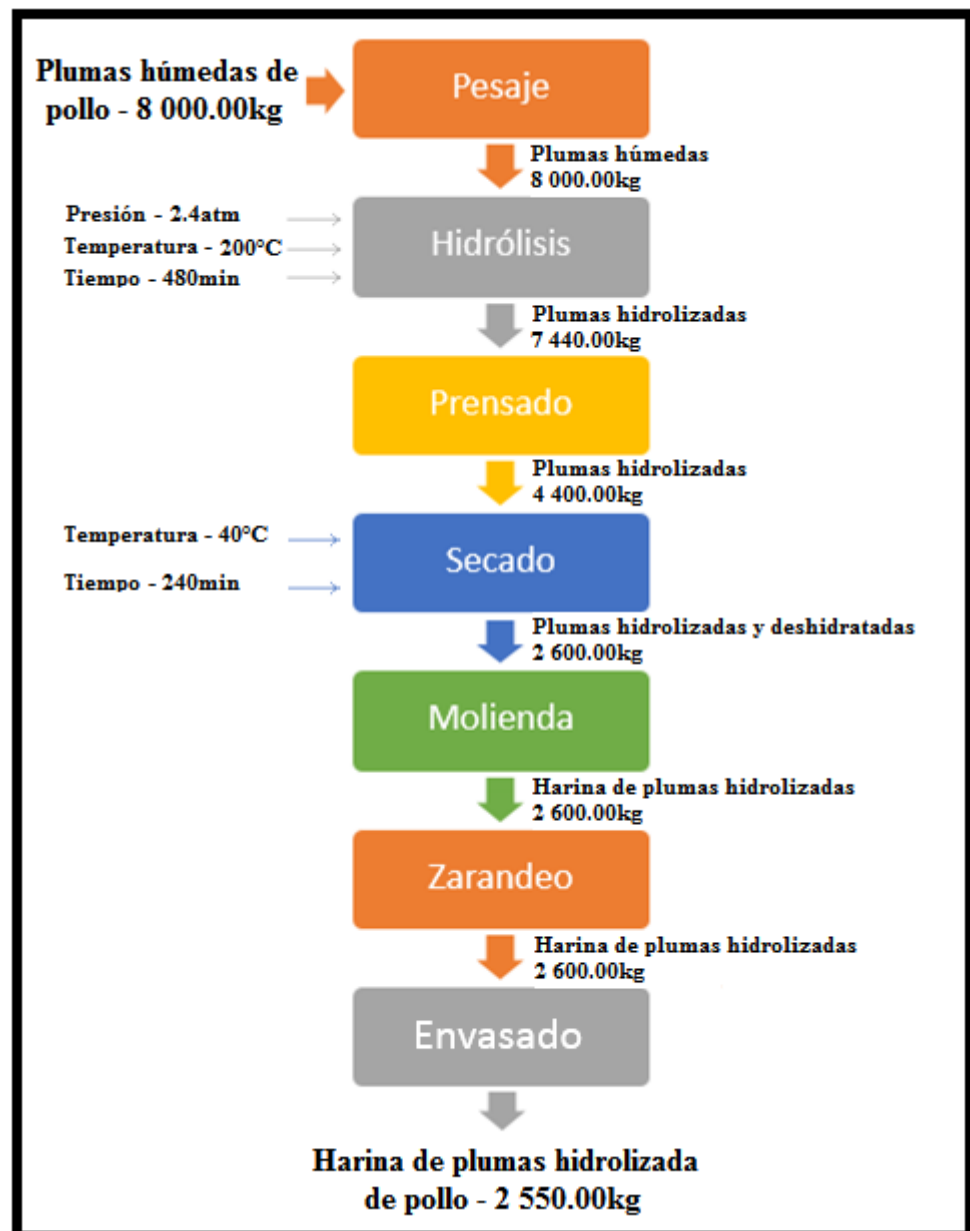 Plumas húmedas de
pollo - 8 000.00kg
Pesaje
Plumas húmedas
8 000.00kg
Presión - 2.4atm
Temperatura - 200°C
Tiempo - 480min
Hidrólisis
Plumas hidrolizadas
7 440.00kg
Prensado
Plumas hidrolizadas
4 400.00kg
Temperatura - 40°C
Tiempo - 240min
Secado
Plumas hidrolizadas y deshidratadas
2 600.00kg
Molienda
Harina de plumas hidrolizadas
2 600.00kg
Zarandeo
Harina de plumas hidrolizadas
2 600.00kg
Envasado
Harina de plumas hidrolizada
de pollo - 2 550.00kg